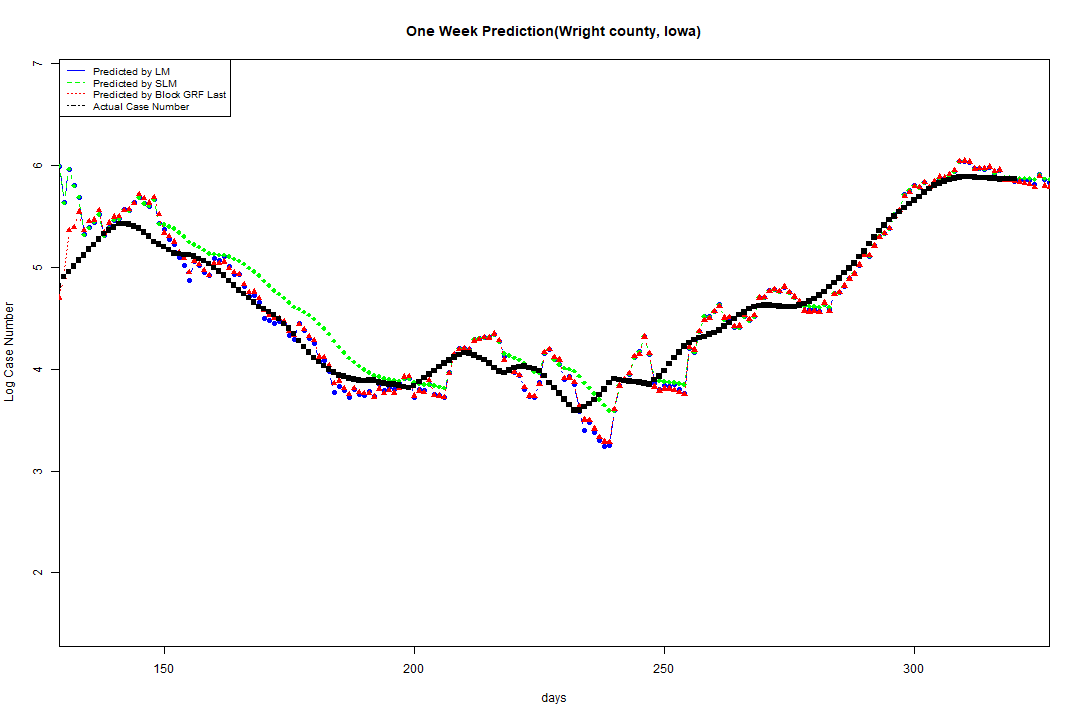 One Week Prediction(Wright county, Iowa)
Predicted by LM
Predicted by SLM
Predicted by Block GRF Last
Actual Case Number
Log Case Number
7
6
5
4
3
2
150 200 250 300
days